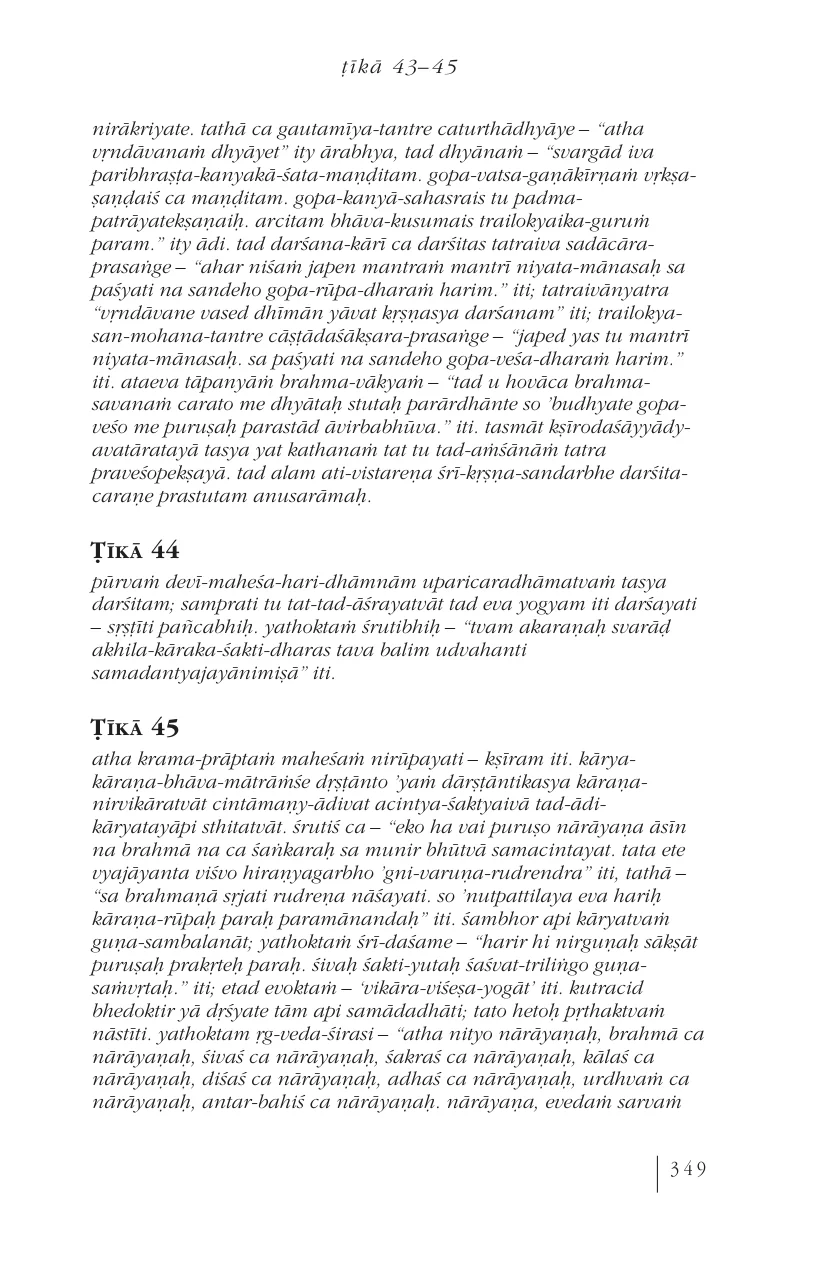 ṭīkā 43–45
nirākriyate. tathā ca gautamīya-tantre caturthādhyāye – “atha
vṛndāvanaṁ dhyāyet” ity ārabhya, tad dhyānaṁ – “svargād iva
paribhraṣṭa-kanyakā-śata-maṇḍitam. gopa-vatsa-gaṇākīrṇaṁ vṛkṣa-
ṣaṇḍaiś ca maṇḍitam. gopa-kanyā-sahasrais tu padma-
patrāyatekṣaṇaiḥ. arcitam bhāva-kusumais trailokyaika-guruṁ
param.” ity ādi. tad darśana-kārī ca darśitas tatraiva sadācāra-
prasaṅge – “ahar niśaṁ japen mantraṁ mantrī niyata-mānasaḥ sa
paśyati na sandeho gopa-rūpa-dharaṁ harim.” iti; tatraivānyatra
“vṛndāvane vased dhīmān yāvat kṛṣṇasya darśanam” iti; trailokya-
san-mohana-tantre cāṣṭādaśākṣara-prasaṅge – “japed yas tu mantrī
niyata-mānasaḥ. sa paśyati na sandeho gopa-veśa-dharaṁ harim.”
iti. ataeva tāpanyāṁ brahma-vākyaṁ – “tad u hovāca brahma-
savanaṁ carato me dhyātaḥ stutaḥ parārdhānte so ’budhyate gopa-
veśo me puruṣaḥ parastād āvirbabhūva.” iti. tasmāt kṣīrodaśāyyādy-
avatāratayā tasya yat kathanaṁ tat tu tad-aṁśānāṁ tatra
praveśopekṣayā. tad alam ati-vistareṇa śrī-kṛṣṇa-sandarbhe darśita-
caraṇe prastutam anusarāmaḥ.
Ṭīkā 44
pūrvaṁ devī-maheśa-hari-dhāmnām uparicaradhāmatvaṁ tasya
darśitam; samprati tu tat-tad-āśrayatvāt tad eva yogyam iti darśayati
– sṛṣṭīti pañcabhiḥ. yathoktaṁ śrutibhiḥ – “tvam akaraṇaḥ svarāḍ
akhila-kāraka-śakti-dharas tava balim udvahanti
samadantyajayānimiṣā” iti.
Ṭīkā 45
atha krama-prāptaṁ maheśaṁ nirūpayati – kṣīram iti. kārya-
kāraṇa-bhāva-mātrāṁśe dṛṣṭānto ’yaṁ dārṣṭāntikasya kāraṇa-
nirvikāratvāt cintāmaṇy-ādivat acintya-śaktyaivā tad-ādi-
kāryatayāpi sthitatvāt. śrutiś ca – “eko ha vai puruṣo nārāyaṇa āsīn
na brahmā na ca śaṅkaraḥ sa munir bhūtvā samacintayat. tata ete
vyajāyanta viśvo hiraṇyagarbho ’gni-varuṇa-rudrendra” iti, tathā –
“sa brahmaṇā sṛjati rudreṇa nāśayati. so ’nutpattilaya eva hariḥ
kāraṇa-rūpaḥ paraḥ paramānandaḥ” iti. śambhor api kāryatvaṁ
guṇa-sambalanāt; yathoktaṁ śrī-daśame – “harir hi nirguṇaḥ sākṣāt
puruṣaḥ prakṛteḥ paraḥ. śivaḥ śakti-yutaḥ śaśvat-triliṅgo guṇa-
saṁvṛtaḥ.” iti; etad evoktaṁ – ‘vikāra-viśeṣa-yogāt’ iti. kutracid
bhedoktir yā dṛśyate tām api samādadhāti; tato hetoḥ pṛthaktvaṁ
nāstīti. yathoktam ṛg-veda-śirasi – “atha nityo nārāyaṇaḥ, brahmā ca
nārāyaṇaḥ, śivaś ca nārāyaṇaḥ, śakraś ca nārāyaṇaḥ, kālaś ca
nārāyaṇaḥ, diśaś ca nārāyaṇaḥ, adhaś ca nārāyaṇaḥ, urdhvaṁ ca
nārāyaṇaḥ, antar-bahiś ca nārāyaṇaḥ. nārāyaṇa, evedaṁ sarvaṁ
349